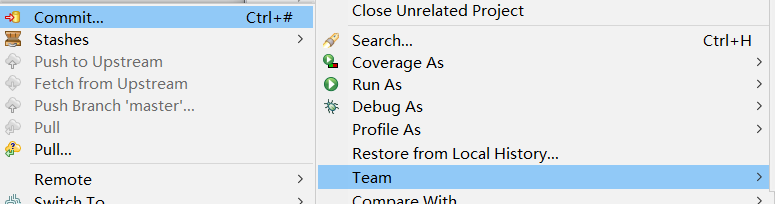 Commit... Ctrl+#
Stashes
Push to Upstream
Fetch from Upstream
Push Branch 'master'...
Pull
Pull...
Remote
Switch To
Close Unrelated Project
Search... Ctrl+H
Coverage As
Run As
Debug As
Profile As
Restore from Local History...
Team
Compare With